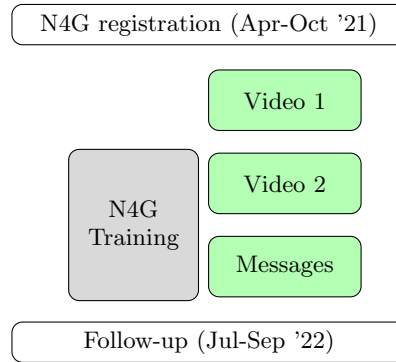 N4G registration (Apr-Oct '21)
Video 1
Video 2
N4G
Training
Messages
Follow-up (Jul-Sep '22)